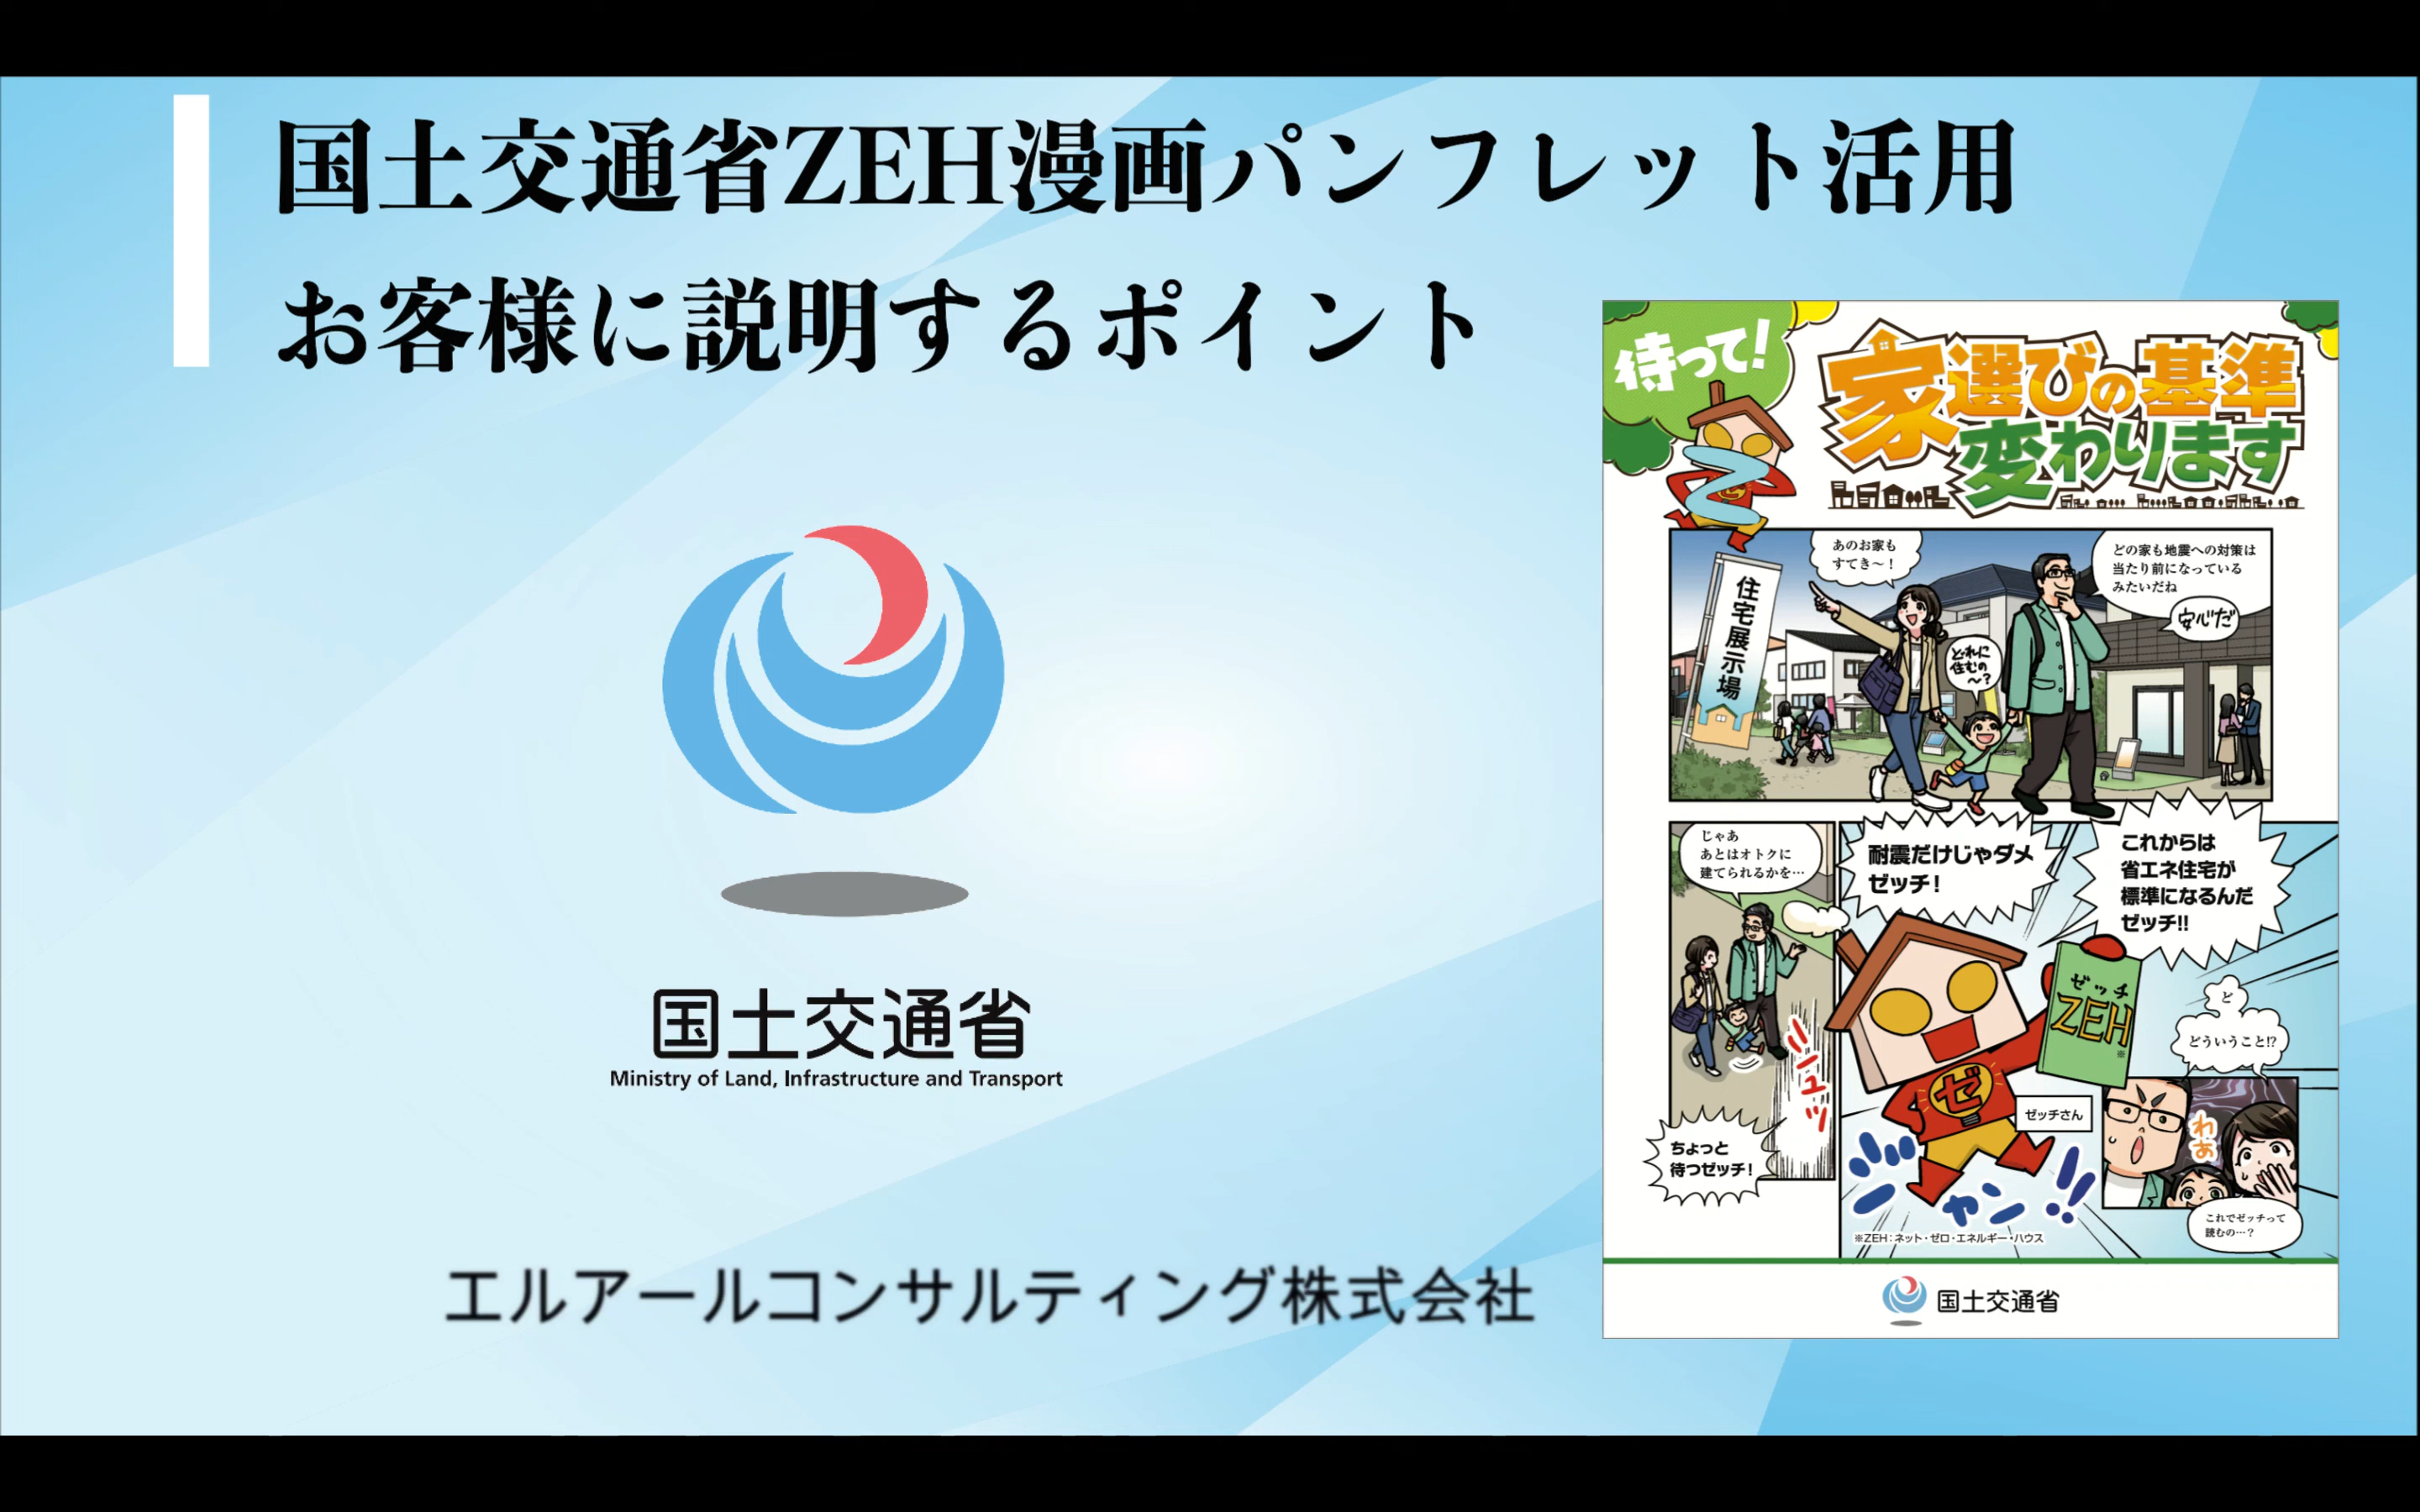 国土交通省ZEH漫画パンフレット活用
お客様に説明するポイント
国土交通省
Ministry of Land, Infrastructure and Transport
エルアールコンサルティング株式会社
待って!
家選びの基準
変わります
あのお家も
すてき〜!
どの家も地震への対策は
当たり前になっている
みたいだね
安心だ
どれに
住むの
〜?
住宅展示場
じゃあ
あとはオトクに
建てられるかを…
耐震だけじゃダメ
ゼッチ!
これからは
省エネ住宅が
標準になるんだ
ゼッチ!!
ゼッチ
ZEH
※
ど
どういうこと!?
ゼ
ゼッチさん
わぁ
ちょっと
待つゼッチ!
ジャン!!
これでゼッチって
読むの…?
※ZEH:ネット・ゼロ・エネルギー・ハウス
国土交通省